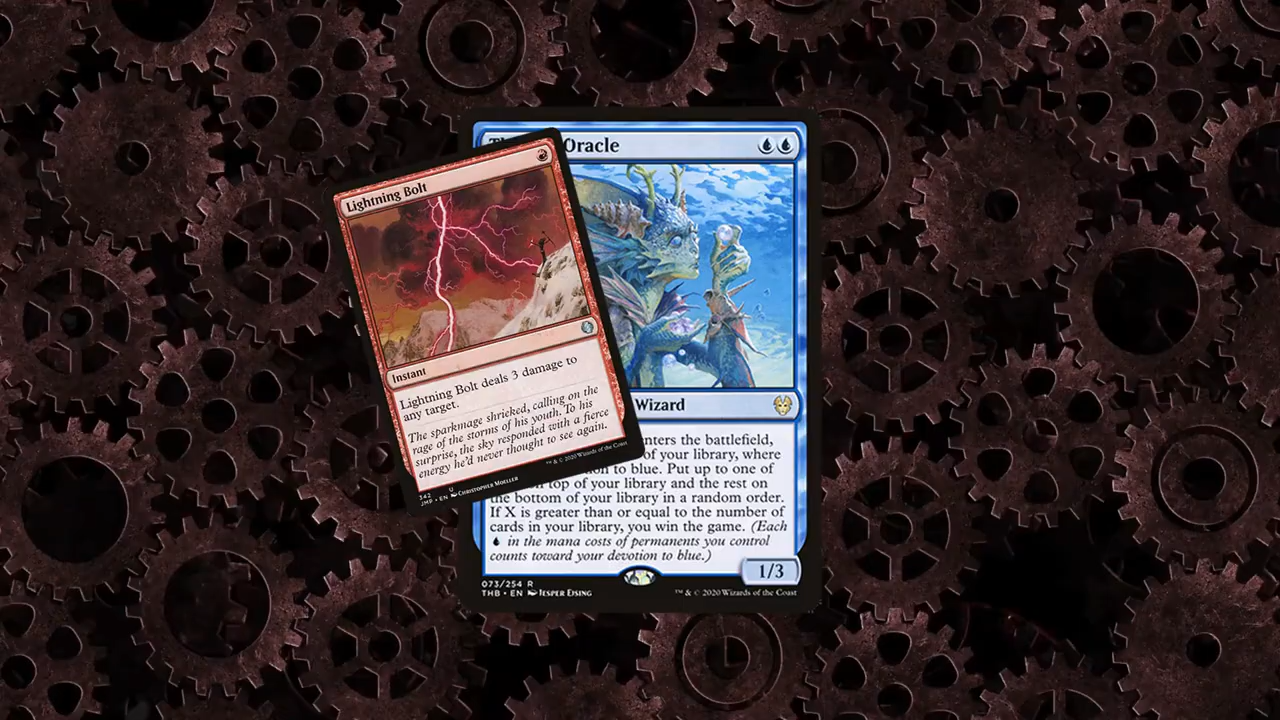 Lightning Bolt
Instant
Lightning Bolt deals 3 damage to
any target.
The sparkmage shrieked, calling on the
rage of the storms of his youth. To his
surprise, the sky responded with a fierce
energy he'd never thought to see again.
342 U
JMP • EN Christopher Moeller
™ & © 2020 Wizards of the Coast
Oracle
Wizard
enters the battlefield,
of your library, where
to blue. Put up to one of
top of your library and the rest on
the bottom of your library in a random order.
If X is greater than or equal to the number of
cards in your library, you win the game. (Each
in the mana costs of permanents you control
counts toward your devotion to blue.)
1/3
073/254 R
THB • EN Jesper Ejsing
™ & © 2020 Wizards of the Coast